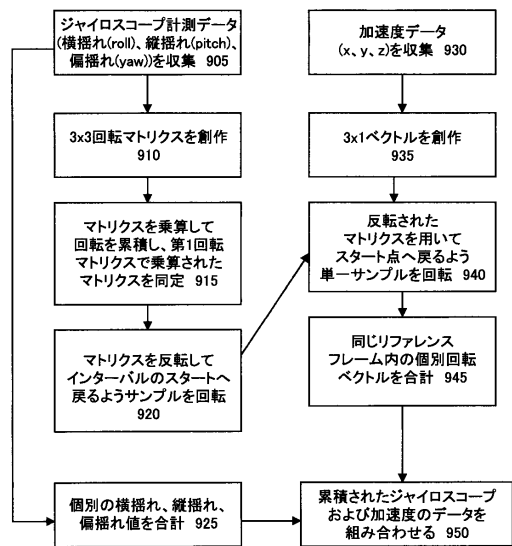 ジャイロスコープ計測データ
(横揺れ(roll)、縦揺れ(pitch)、
偏揺れ(yaw))を収集 905
3x3回転マトリクスを創作
910
マトリクスを乗算して
回転を累積し、第1回転
マトリクスで乗算された
マトリクスを同定 915
マトリクスを反転して
インターバルのスタートへ
戻るようサンプルを回転
920
個別の横揺れ、縦揺れ、
偏揺れ値を合計 925
加速度データ
(x、y、z)を収集 930
3x1ベクトルを創作
935
反転された
マトリクスを用いて
スタート点へ戻るよう
単一サンプルを回転 940
同じリファレンス
フレーム内の個別回転
ベクトルを合計 945
累積されたジャイロスコープ
および加速度のデータを
組み合わせる 950